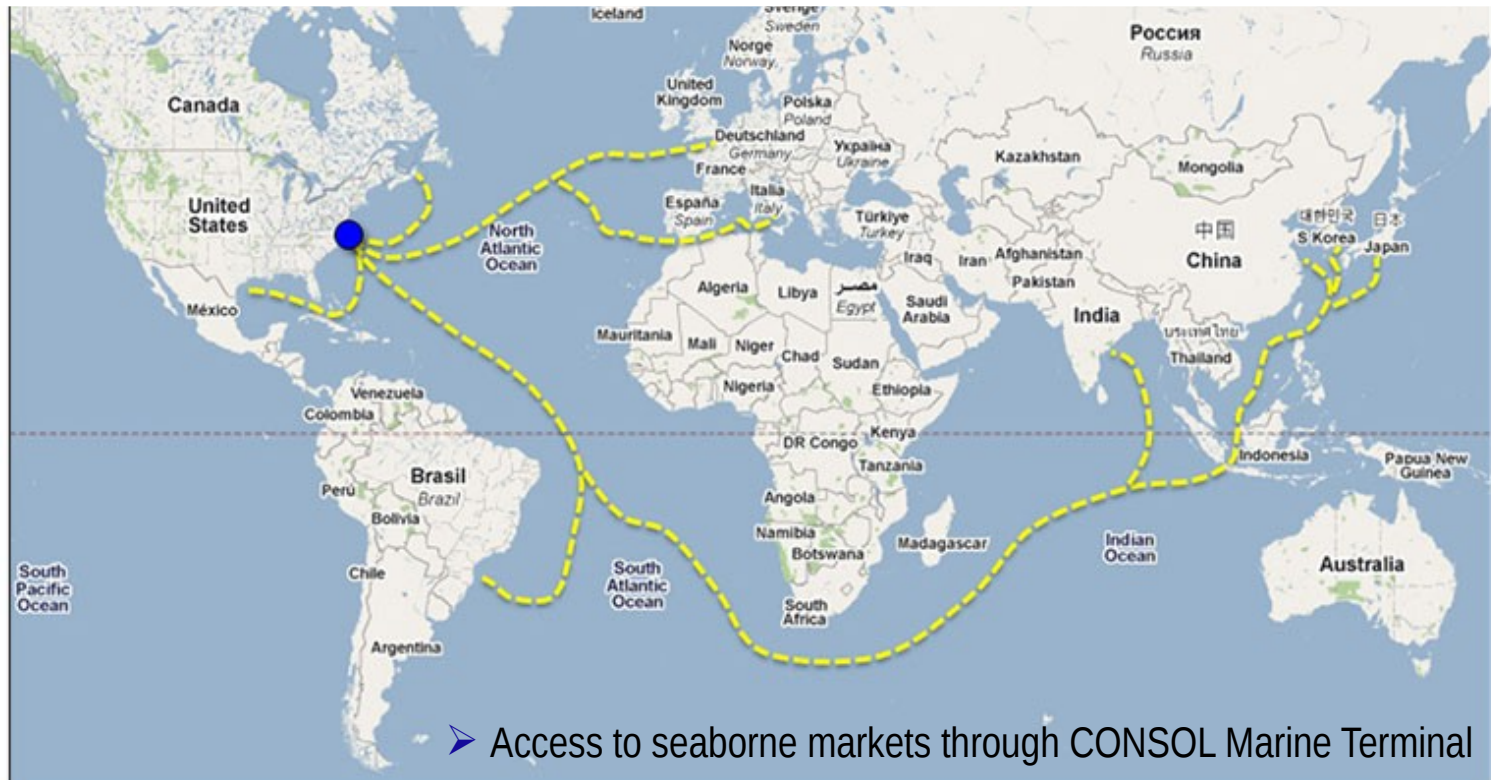 Iceland
Sverige
Sweden
Norge
Norway
Россия
Russia
Canada
United
Kingdom
Polska
Poland
Deutschland
Germany
Україна
Ukraine
Kazakhstan
Mongolia
France
United
States
España
Spain
Italia
Italy
Türkiye
Turkey
North
Atlantic
Ocean
中国
China
대한민국
S Korea
日本
Japan
Iraq
Iran
Afghanistan
Pakistan
Algeria
Libya
مصر
Egypt
Saudi
Arabia
India
México
Mauritania
Mali
Niger
Chad
Sudan
ประเทศไทย
Thailand
Nigeria
Ethiopia
Venezuela
Colombia
DR Congo
Kenya
Tanzania
Indonesia
Papua New
Guinea
Brasil
Brazil
Perú
Bolivia
Angola
Namibia
Botswana
Madagascar
Indian
Ocean
Australia
South
Pacific
Ocean
Chile
South
Atlantic
Ocean
South
Africa
Argentina
➢ Access to seaborne markets through CONSOL Marine Terminal